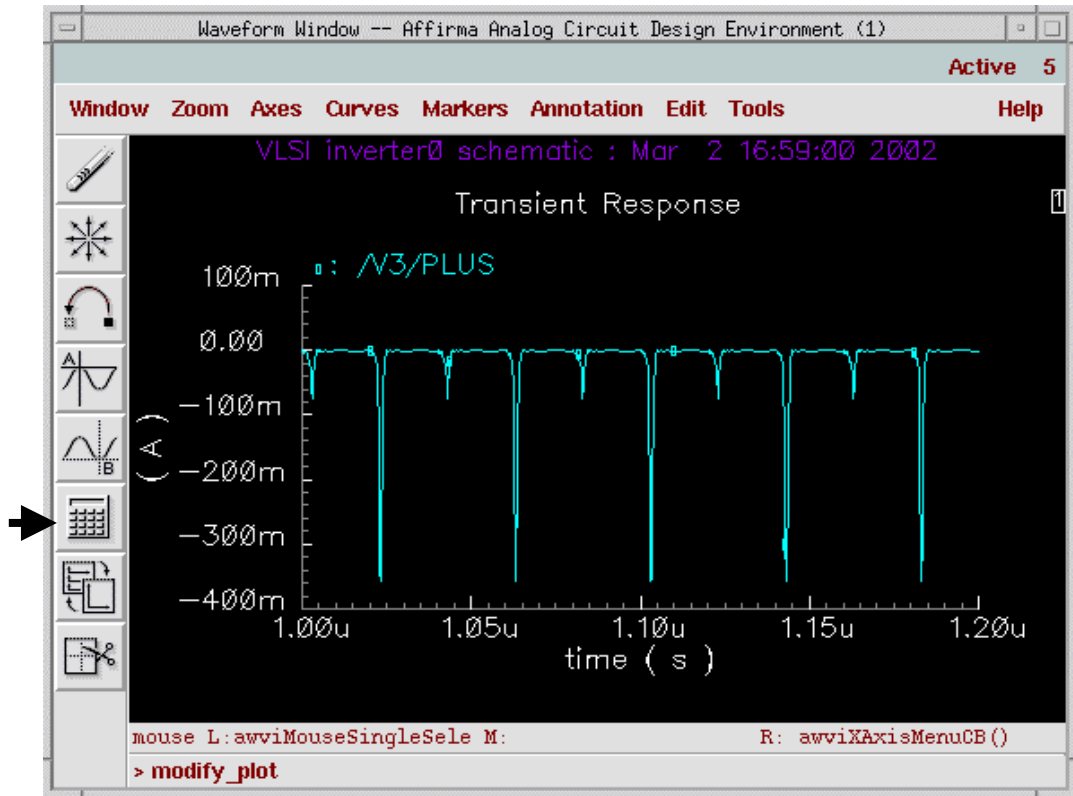 Waveform Window -- Affirma Analog Circuit Design Environment (1)
Active 5
Window Zoom Axes Curves Markers Annotation Edit Tools Help
VLSI inverter0 schematic : Mar 2 16:59:00 2002
Transient Response
1
: /V3/PLUS
100m
0.00
A
-100m
(A)
B
-200m
-300m
-400m
1.00u 1.05u 1.10u 1.15u 1.20u
time ( s )
mouse L:awviMouseSingleSele M: R: awviXAxisMenuCB()
> modify_plot